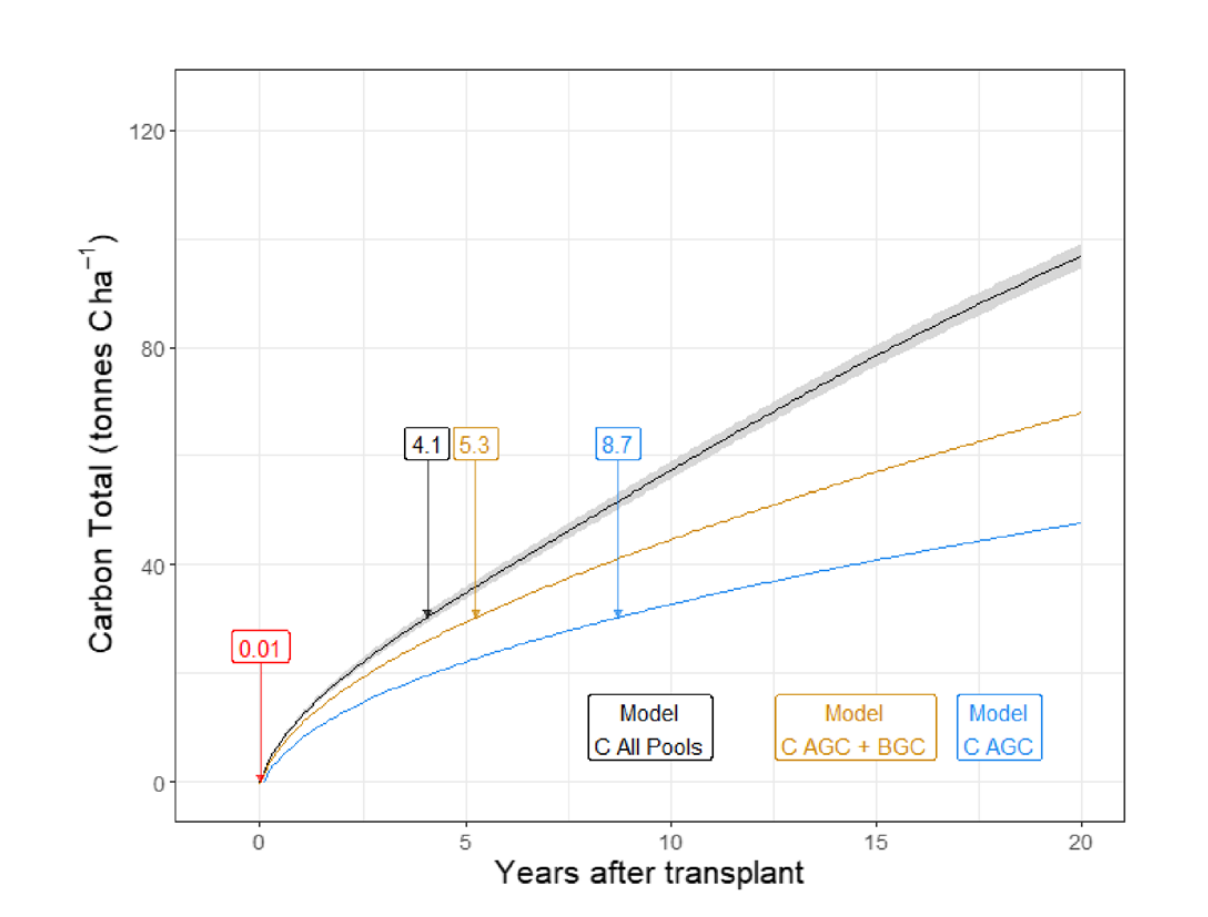 120
80
40
0
Carbon Total (tonnes C ha⁻¹)
4.1
5.3
8.7
0.01
Model
C All Pools
Model
C AGC + BGC
Model
C AGC
0 5 10 15 20
Years after transplant